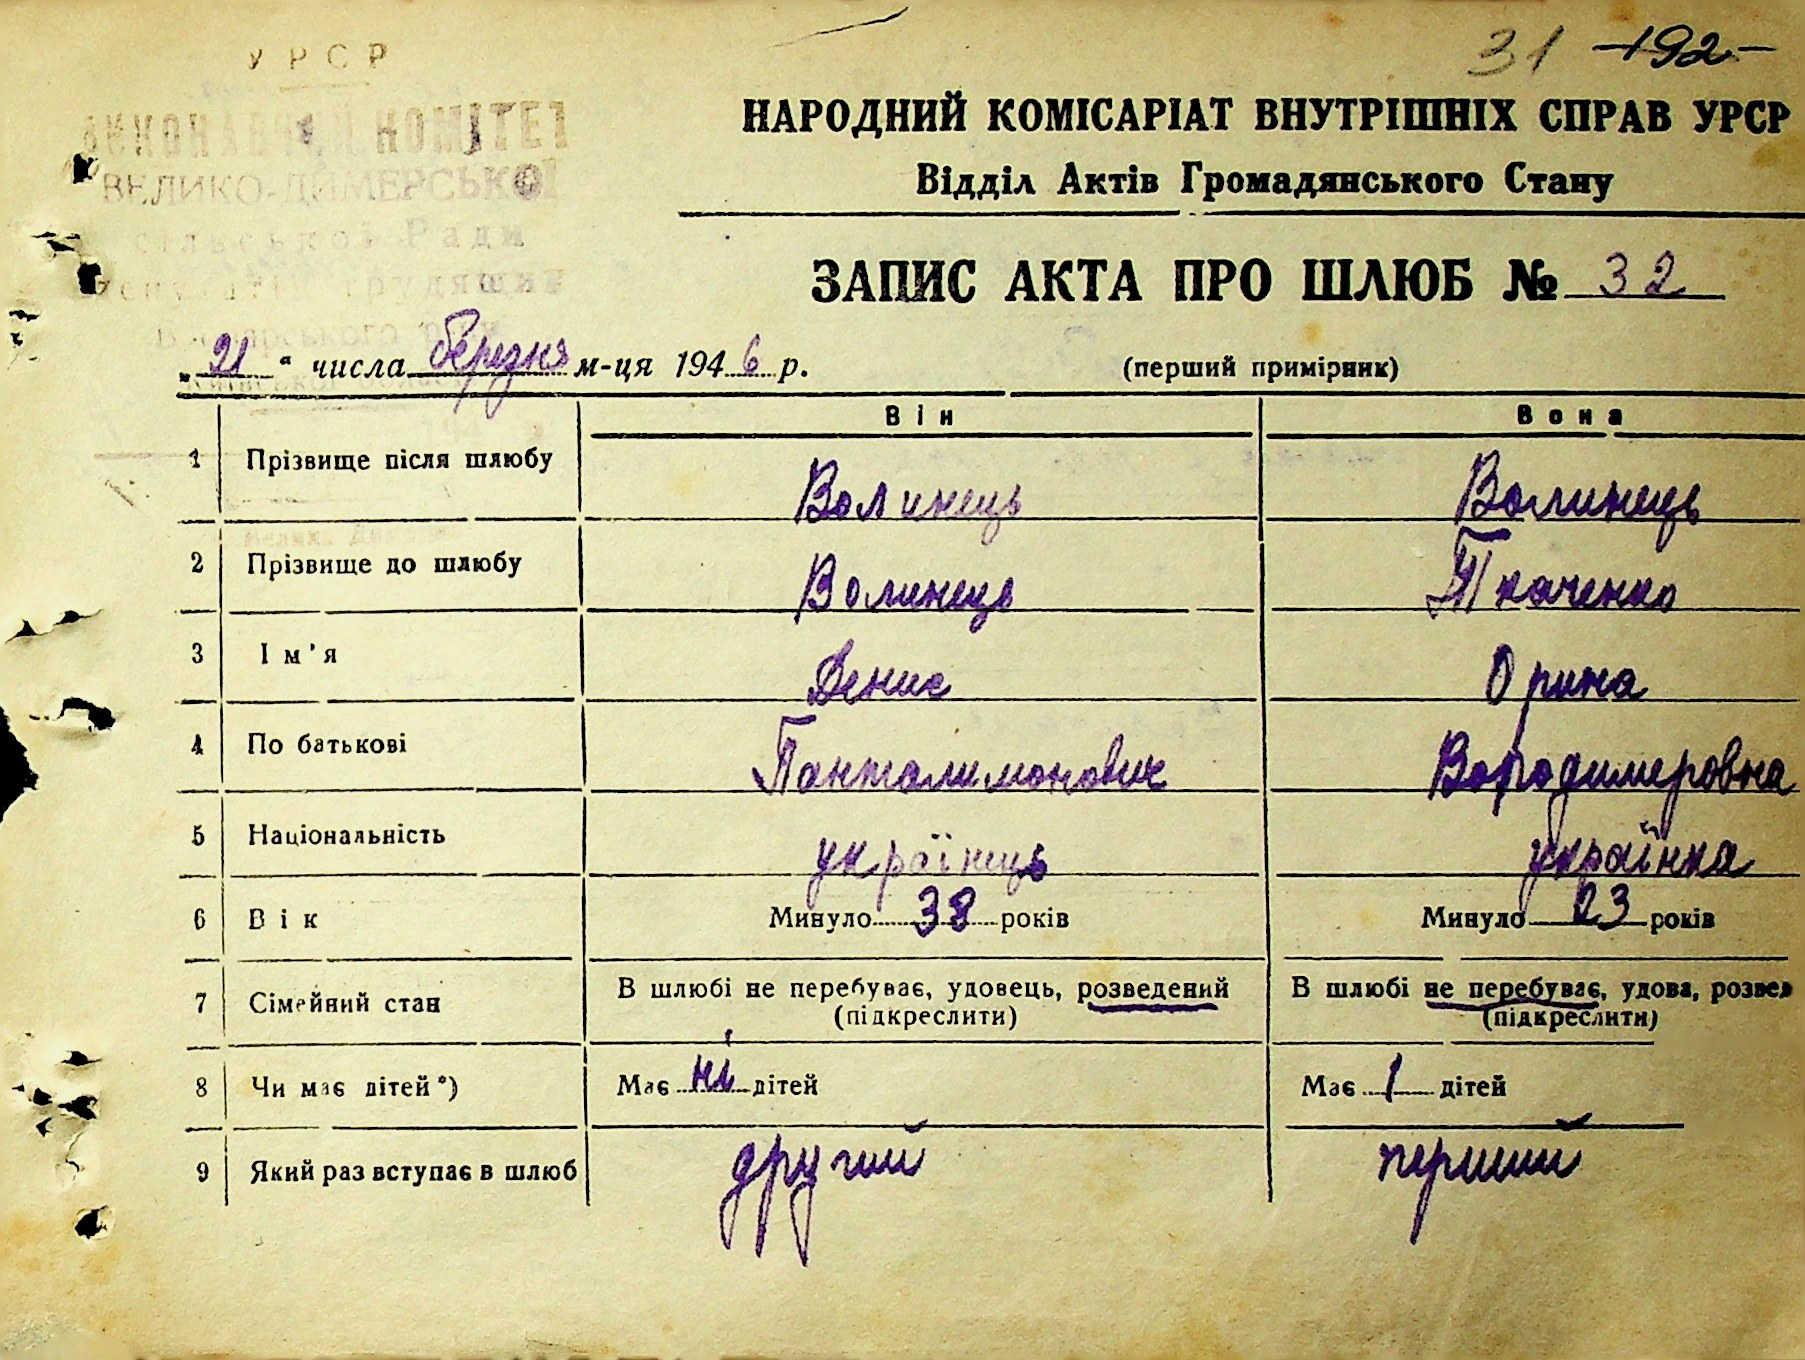 31 192
УРСР
ВИКОНАВЧИЙ КОМІТЕТ
ВЕЛИКО-ДИМЕРСЬКОЇ
сільської Ради
трудящих
НАРОДНИЙ КОМІСАРІАТ ВНУТРІШНІХ СПРАВ УРСР
Відділ Актів Громадянського Стану
ЗАПИС АКТА ПРО ШЛЮБ № 32
„21“ числа березня м-ця 1946 р. (перший примірник)
Він Вона
1 Прізвище після шлюбу Волинець Волинець
2 Прізвище до шлюбу Волинець Ткаченко
3 Ім'я Денис Орина
4 По батькові Панталимонович Володимеровна
5 Національність українець українка
6 Вік Минуло 38 років Минуло 23 років
7 Сімейний стан В шлюбі не перебуває, удовець, розведений В шлюбі не перебуває, удова, розвед
(підкреслити) (підкреслити)
8 Чи має дітей*) Має ні дітей Має 1 дітей
9 Який раз вступає в шлюб другий перший